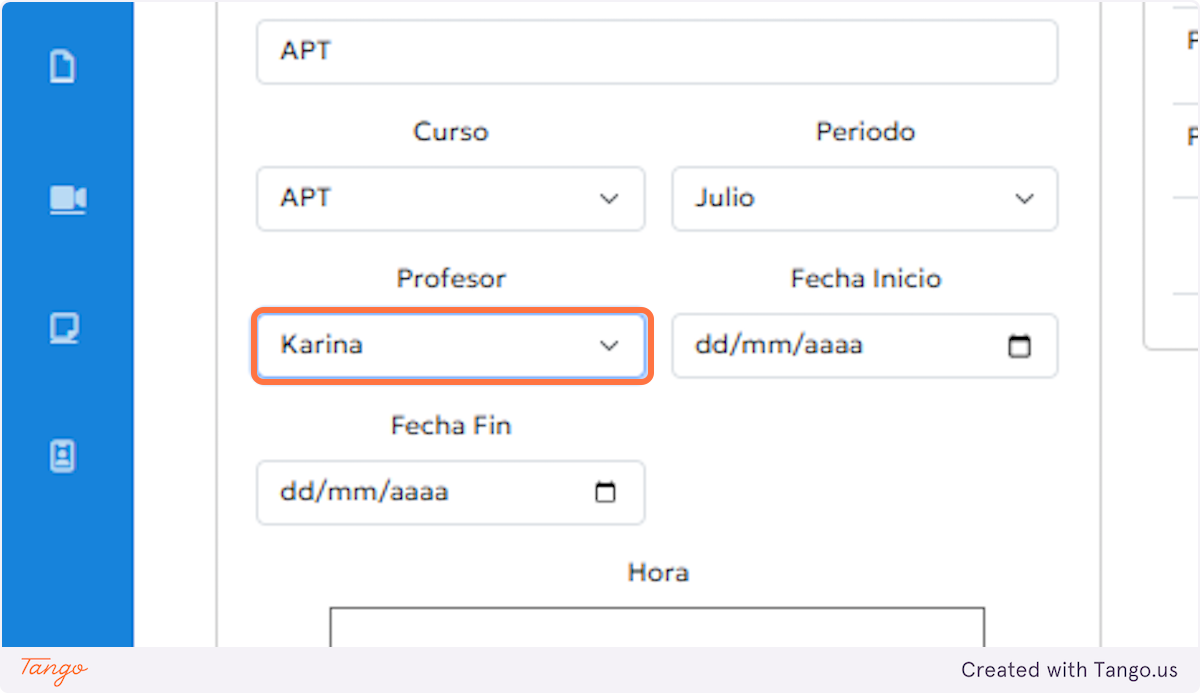 APT
Curso
Periodo
APT
Julio
Profesor
Fecha Inicio
Karina
dd/mm/aaaa
Fecha Fin
dd/mm/aaaa
Hora
Tango
Created with Tango.us